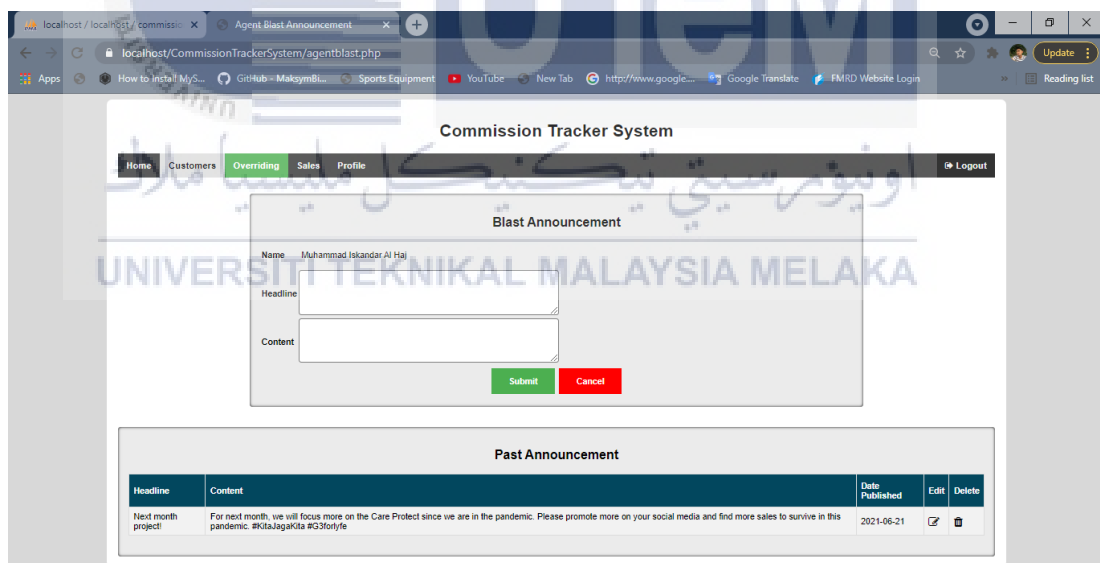 localhost / localhost / commissio
Agent Blast Announcement
localhost/CommissionTrackerSystem/agentblast.php
Update
Apps
How to install MyS...
GitHub - MaksymBi...
Sports Equipment
YouTube
New Tab
http://www.google....
Google Translate
FMRD Website Login
Reading list
Commission Tracker System
Home Customers Overriding Sales Profile Logout
اونيورسيتي تيكنيكل مليسيا ملاك
Blast Announcement
UNIVERSITI TEKNIKAL MALAYSIA MELAKA
Name Muhammad Iskandar Al Haj
Headline
Content
Submit Cancel
Past Announcement
Headline Content Date Published Edit Delete
Next month project! For next month, we will focus more on the Care Protect since we are in the pandemic. Please promote more on your social media and find more sales to survive in this
pandemic. #KitaJagaKita #G3forlyfe 2021-06-21